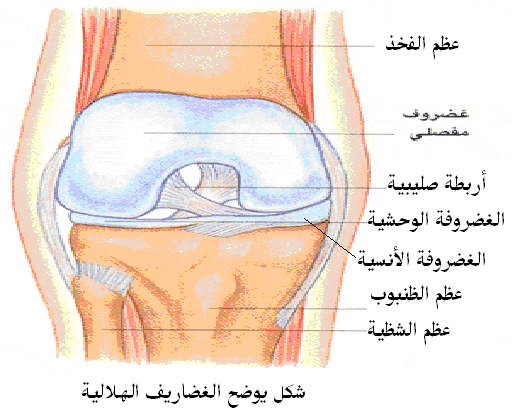 عظم الفخذ
غضروف
مفصلي
أربطة صليبية
الغضروفة الوحشية
الغضروفة الأنسية
عظم الظنبوب
عظم الشظية
شكل يوضح الغضاريف الهلالية